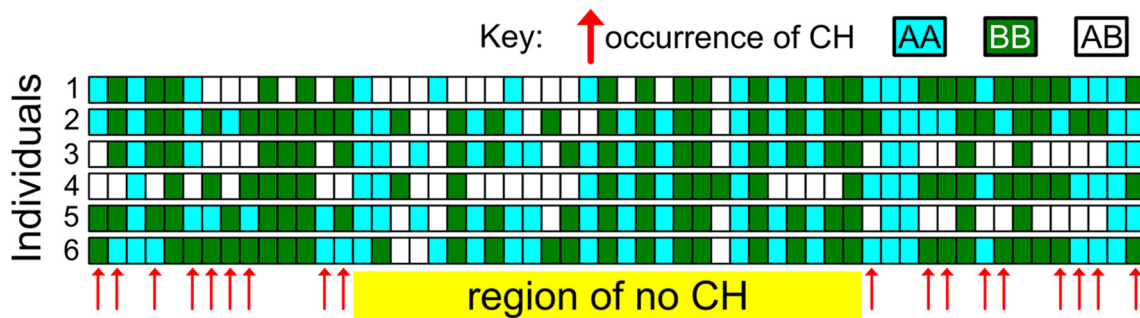 Key: occurrence of CH AA BB AB
Individuals
1
2
3
4
5
6
region of no CH